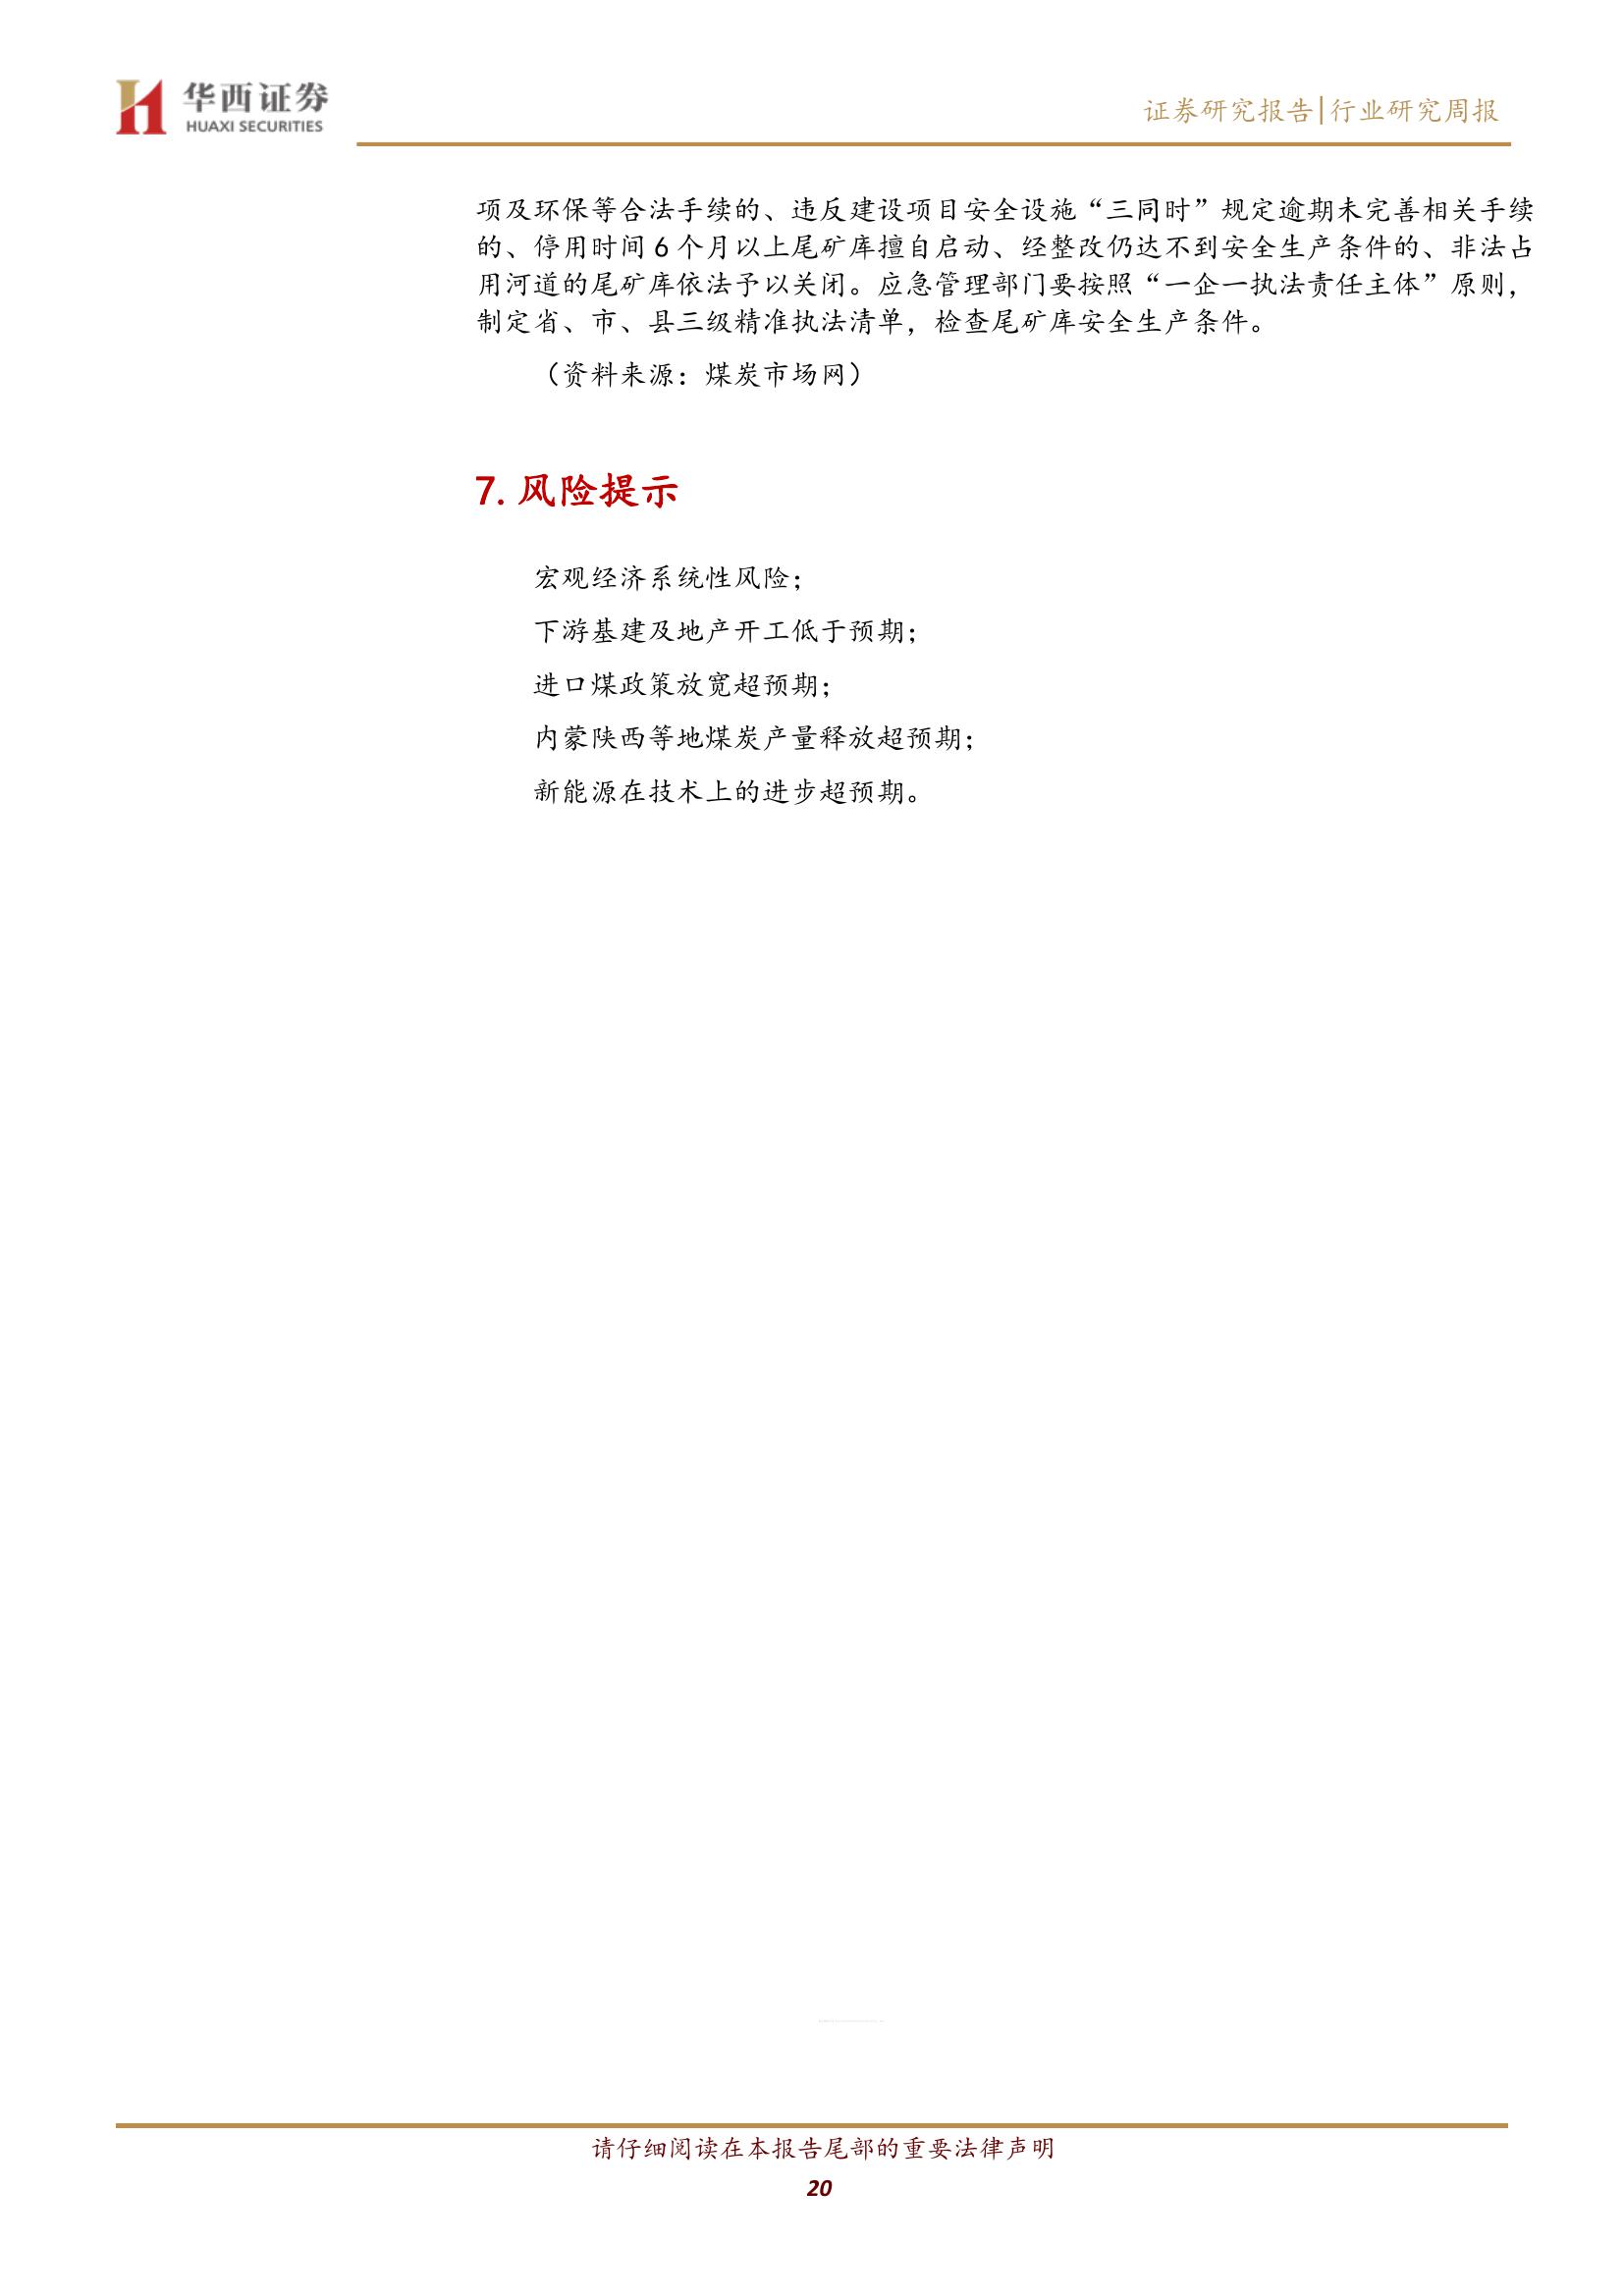 华西证券
HUAXI SECURITIES
证券研究报告|行业研究周报
项及环保等合法手续的、违反建设项目安全设施“三同时”规定逾期未完善相关手续
的、停用时间 6 个月以上尾矿库擅自启动、经整改仍达不到安全生产条件的、非法占
用河道的尾矿库依法予以关闭。应急管理部门要按照“一企一执法责任主体”原则，
制定省、市、县三级精准执法清单，检查尾矿库安全生产条件。
（资料来源：煤炭市场网）
7. 风险提示
宏观经济系统性风险；
下游基建及地产开工低于预期；
进口煤政策放宽超预期；
内蒙陕西等地煤炭产量释放超预期；
新能源在技术上的进步超预期。
请仔细阅读在本报告尾部的重要法律声明
20